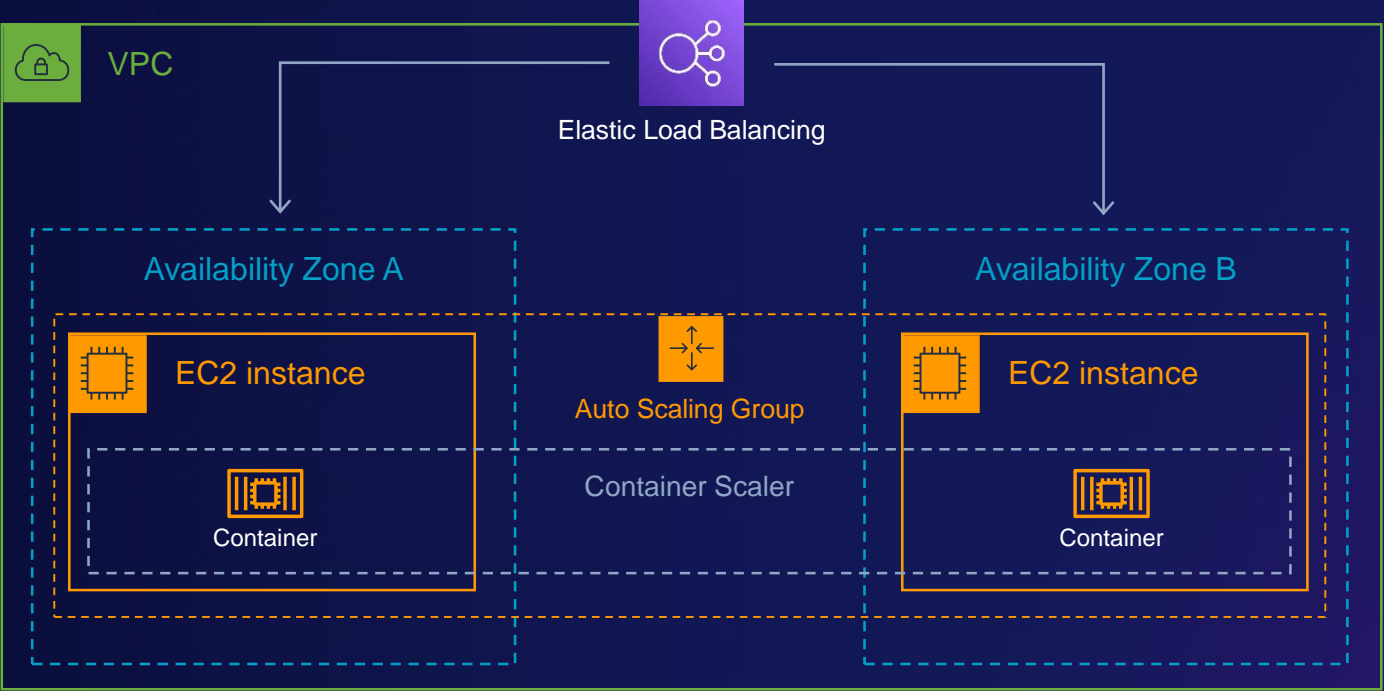 VPC
Elastic Load Balancing
Availability Zone A
Availability Zone B
EC2 instance
Auto Scaling Group
EC2 instance
Container Scaler
Container
Container